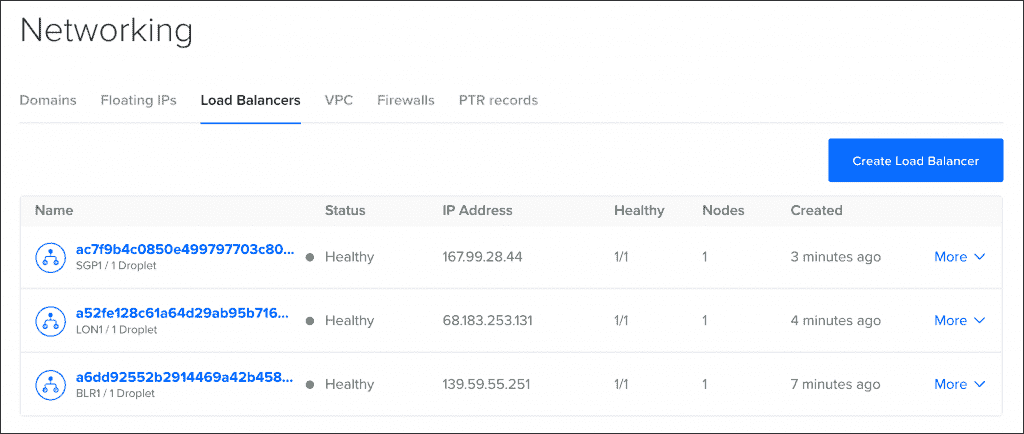 Networking
Domains Floating IPs Load Balancers VPC Firewalls PTR records
Create Load Balancer
Name Status IP Address Healthy Nodes Created
ac7f9b4c0850e499797703c80... Healthy 167.99.28.44 1/1 1 3 minutes ago More
SGP1 / 1 Droplet
a52fe128c61a64d29ab95b716... Healthy 68.183.253.131 1/1 1 4 minutes ago More
LON1 / 1 Droplet
a6dd92552b2914469a42b458... Healthy 139.59.55.251 1/1 1 7 minutes ago More
BLR1 / 1 Droplet